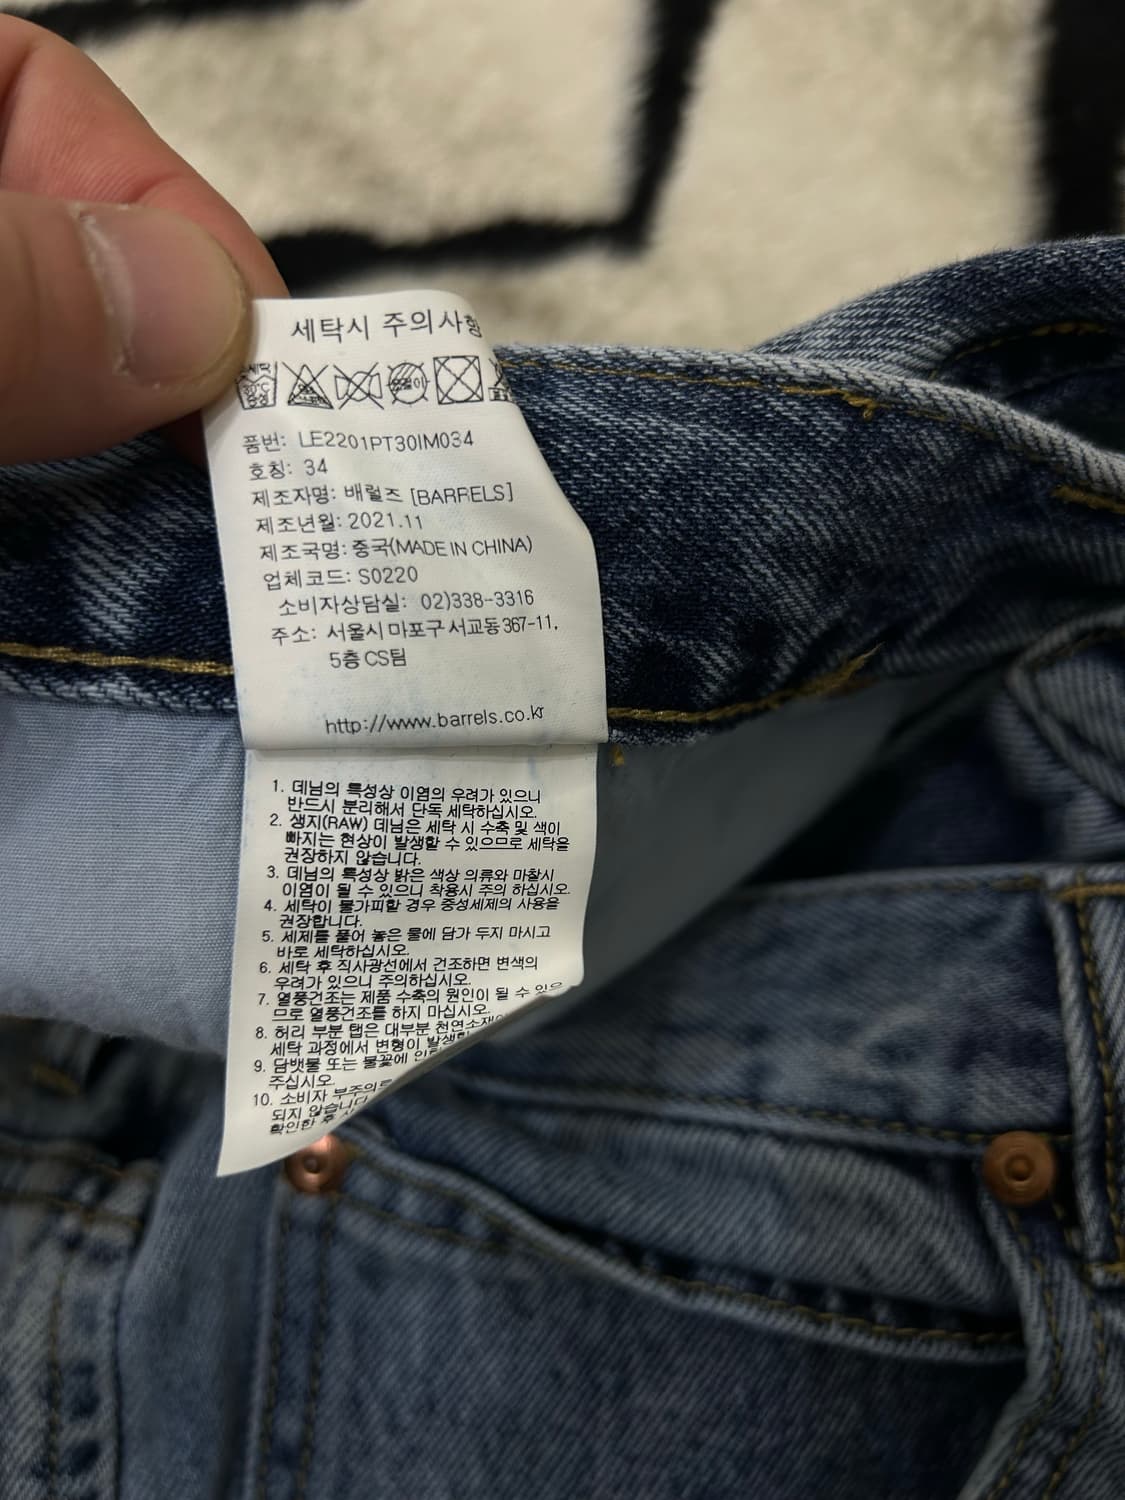 세탁시 주의사항
품번: LE2201PT30IM034
호칭: 34
제조자명: 배럴즈 [BARRELS]
제조년월: 2021.11
제조국명: 중국(MADE IN CHINA)
업체코드: S0220
소비자상담실: 02)338-3316
주소: 서울시 마포구 서교동 367-11,
5층 CS팀
http://www.barrels.co.kr
1. 데님의 특성상 이염의 우려가 있으니
반드시 분리해서 단독 세탁하십시오.
2. 생지(RAW) 데님은 세탁 시 수축 및 색이
빠지는 현상이 발생할 수 있으므로 세탁을
권장하지 않습니다.
3. 데님의 특성상 밝은 색상 의류와 마찰시
이염이 될 수 있으니 착용시 주의 하십시오.
4. 세탁이 불가피할 경우 중성세제의 사용을
권장합니다.
5. 세제를 풀어 놓은 물에 담가 두지 마시고
바로 세탁하십시오.
6. 세탁 후 직사광선에서 건조하면 변색의
우려가 있으니 주의하십시오.
7. 열풍건조는 제품 수축의 원인이 될 수 있으
므로 열풍건조를 하지 마십시오.
8. 허리 부분 탭은 대부분 천연소재
세탁 과정에서 변형이 발생
9. 담뱃불 또는 불꽃에
주십시오.
10. 소비자 부주의로
되지 않습니다
확인한 후